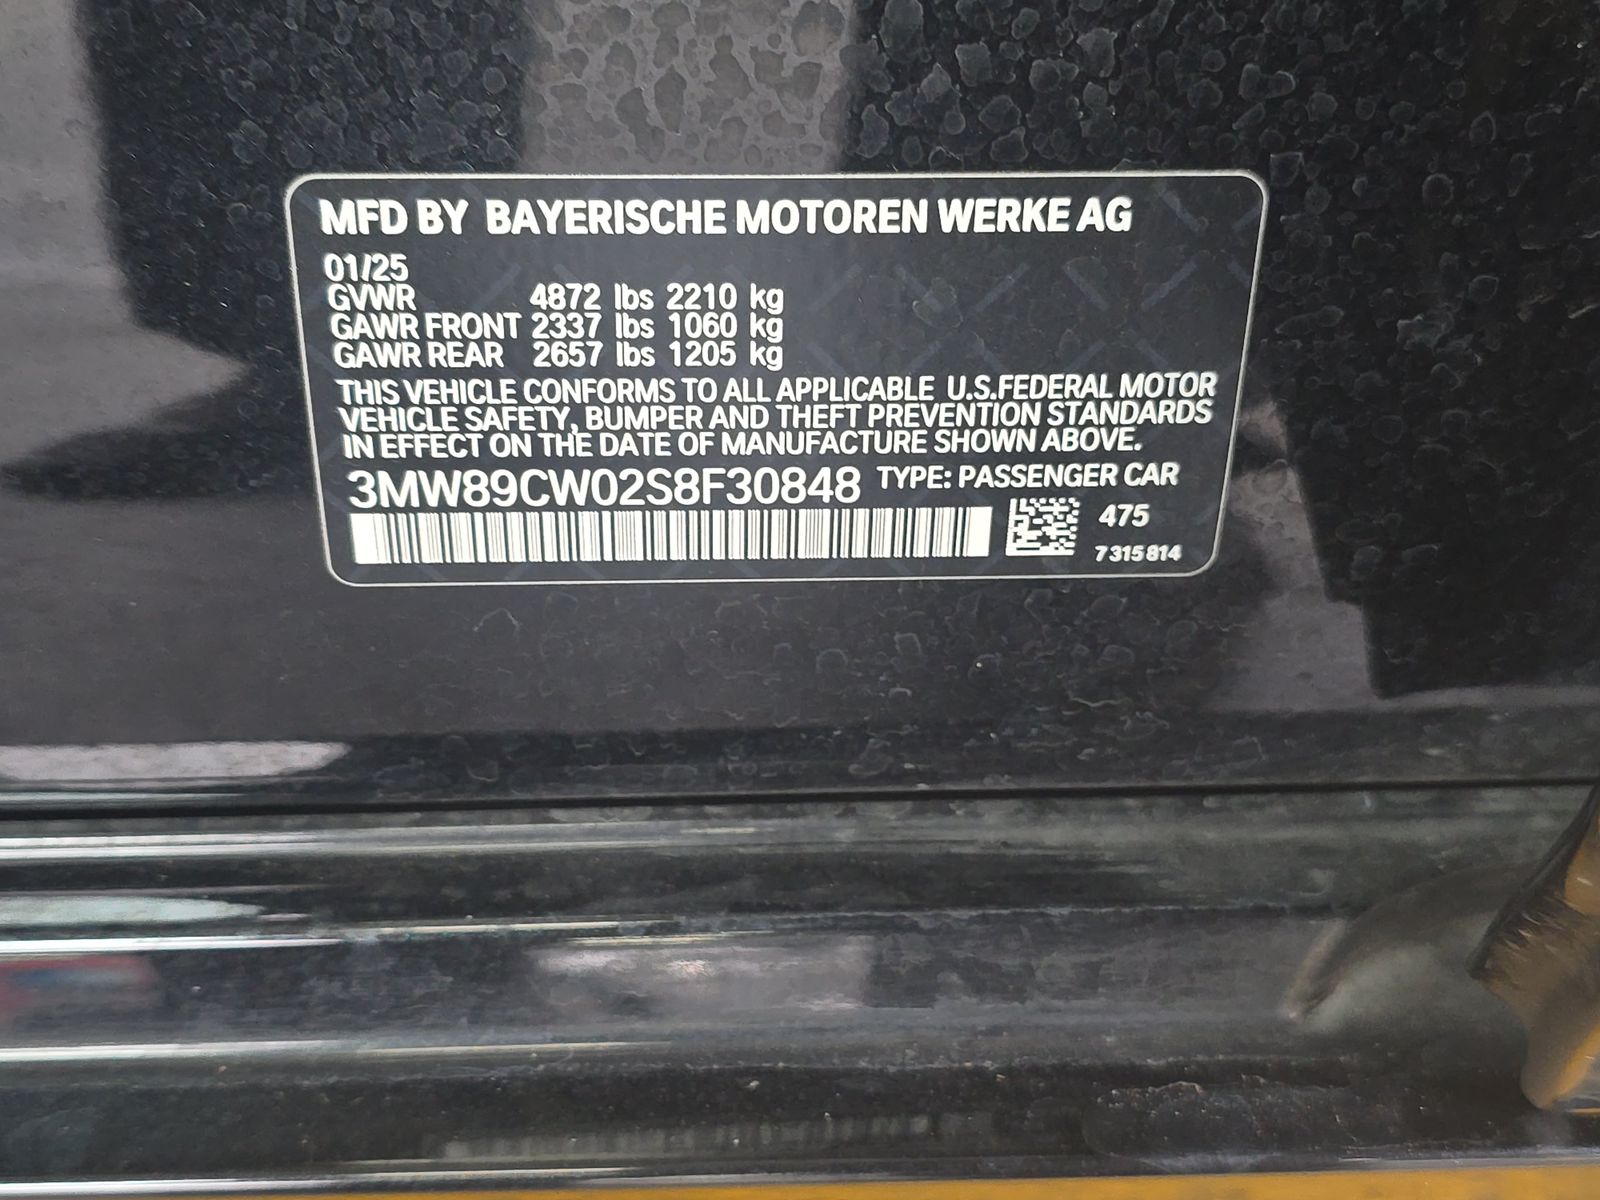 MFD BY BAYERISCHE MOTOREN WERKE AG
01/25
GVWR 4872 lbs 2210 kg
GAWR FRONT 2337 lbs 1060 kg
GAWR REAR 2657 lbs 1205 kg
THIS VEHICLE CONFORMS TO ALL APPLICABLE U.S.FEDERAL MOTOR
VEHICLE SAFETY, BUMPER AND THEFT PREVENTION STANDARDS
IN EFFECT ON THE DATE OF MANUFACTURE SHOWN ABOVE.
3MW89CW02S8F30848 TYPE: PASSENGER CAR
475
7315814